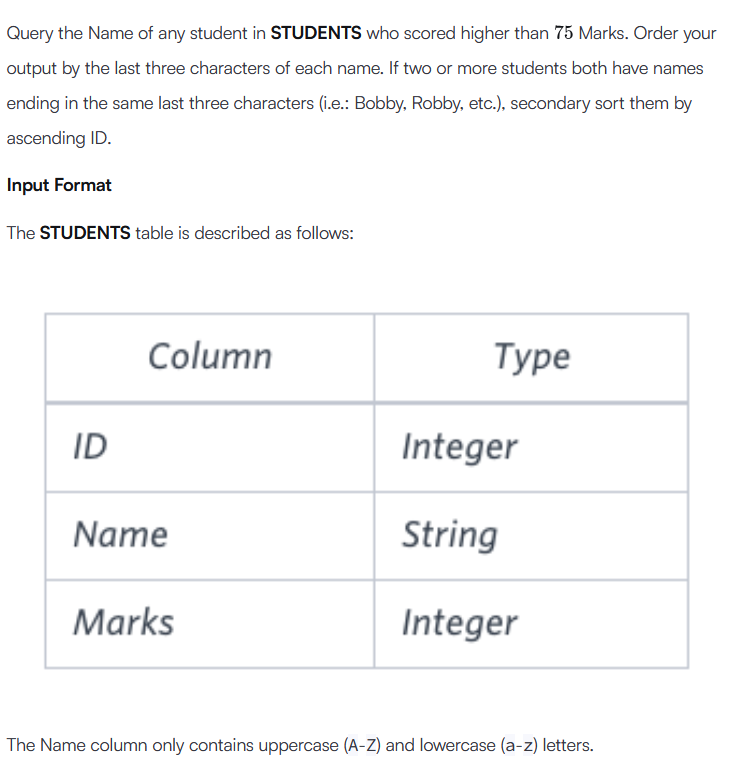 Query the Name of any student in STUDENTS who scored higher than 75 Marks. Order your
output by the last three characters of each name. If two or more students both have names
ending in the same last three characters (i.e.: Bobby, Robby, etc.), secondary sort them by
ascending ID.
Input Format
The STUDENTS table is described as follows:
Column Type
ID Integer
Name String
Marks Integer
The Name column only contains uppercase (A-Z) and lowercase (a-z) letters.